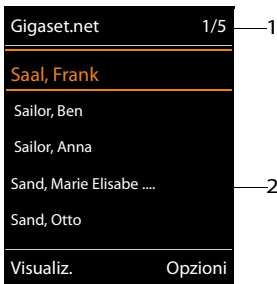 Gigaset.net 1/5 1
Saal, Frank
Sailor, Ben
Sailor, Anna
Sand, Marie Elisabe ....
2
Sand, Otto
Visualiz. Opzioni